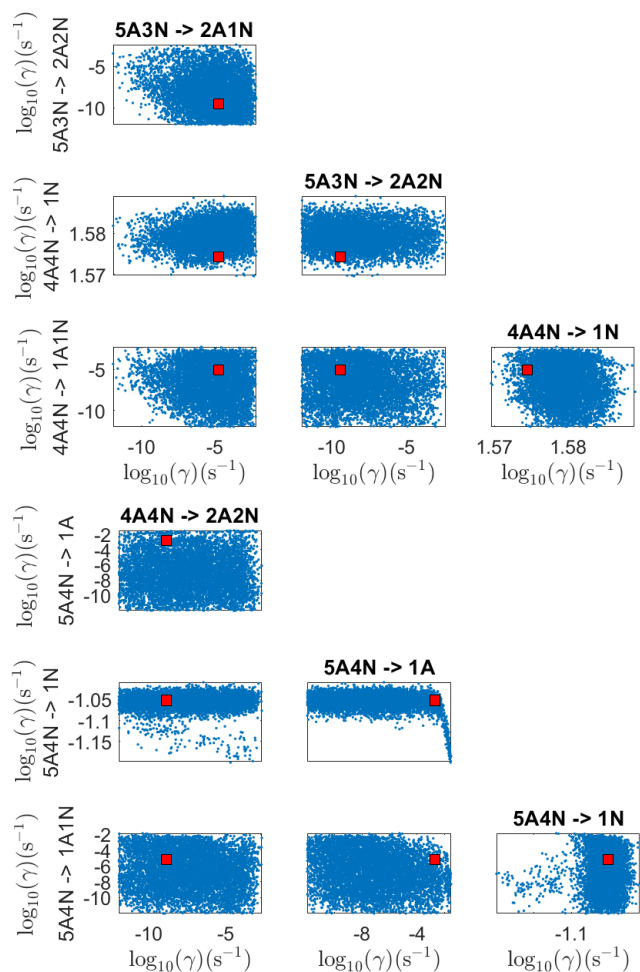 5A3N -> 2A1N
log10(γ)(s−1)
5A3N -> 2A2N
-5
-10
5A3N -> 2A2N
log10(γ)(s−1)
4A4N -> 1N
1.58
1.57
4A4N -> 1N
log10(γ)(s−1)
4A4N -> 1A1N
-5
-10
-10 -5 -10 -5 1.57 1.58
log10(γ)(s−1) log10(γ)(s−1) log10(γ)(s−1)
4A4N -> 2A2N
log10(γ)(s−1)
5A4N -> 1A
-2
-4
-6
-8
-10
5A4N -> 1A
log10(γ)(s−1)
5A4N -> 1N
-1.05
-1.1
-1.15
5A4N -> 1N
log10(γ)(s−1)
5A4N -> 1A1N
-2
-4
-6
-8
-10
-10 -5 -8 -4 -1.1
log10(γ)(s−1) log10(γ)(s−1) log10(γ)(s−1)